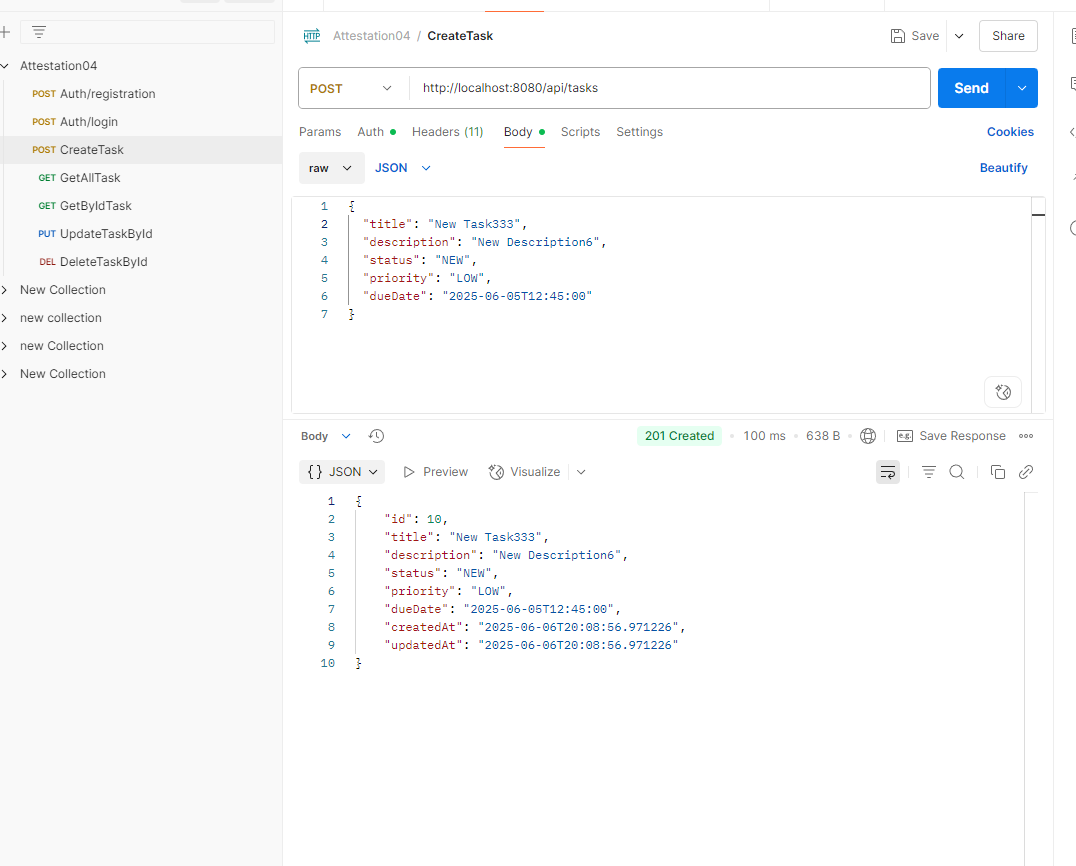 Attestation04
POST Auth/registration
POST Auth/login
POST CreateTask
GET GetAllTask
GET GetByIdTask
PUT UpdateTaskById
DEL DeleteTaskById
New Collection
new collection
new Collection
New Collection
HTTP Attestation04 / CreateTask Save Share
POST http://localhost:8080/api/tasks Send
Params Auth Headers (11) Body Scripts Settings Cookies
raw JSON Beautify
1 {
2 "title": "New Task333",
3 "description": "New Description6",
4 "status": "NEW",
5 "priority": "LOW",
6 "dueDate": "2025-06-05T12:45:00"
7 }
Body 201 Created 100 ms 638 B e.g. Save Response
{} JSON Preview Visualize
1 {
2 "id": 10,
3 "title": "New Task333",
4 "description": "New Description6",
5 "status": "NEW",
6 "priority": "LOW",
7 "dueDate": "2025-06-05T12:45:00",
8 "createdAt": "2025-06-06T20:08:56.971226",
9 "updatedAt": "2025-06-06T20:08:56.971226"
10 }